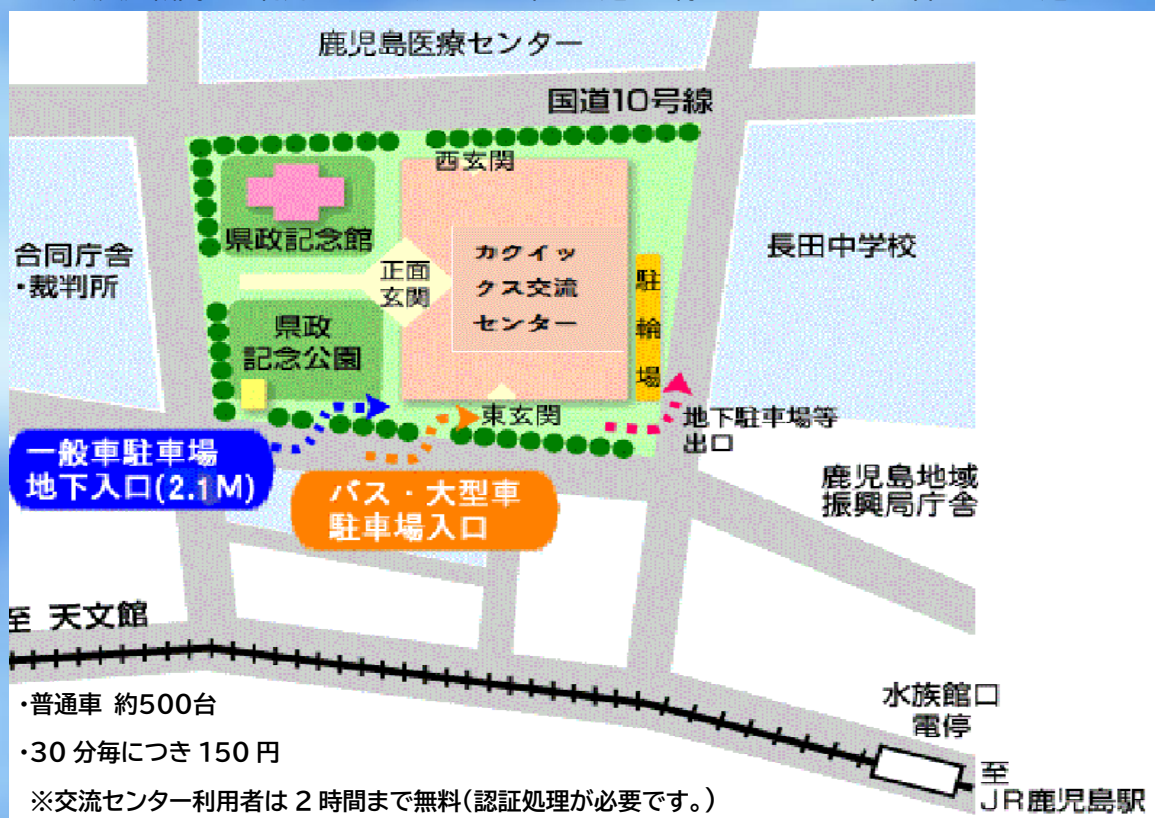 鹿児島医療センター
国道10号線
西玄関
県政記念館
合同庁舎
・裁判所
正面
玄関
カクイッ
クス交流
センター
駐
輪
場
長田中学校
県政
記念公園
東玄関
地下駐車場等
出口
一般車駐車場
地下入口(2.1M)
バス・大型車
駐車場入口
鹿児島地域
振興局庁舎
至 天文館
・普通車 約500台
・30 分毎につき 150 円
※交流センター利用者は 2 時間まで無料(認証処理が必要です。)
水族館口
電停
至
JR鹿児島駅